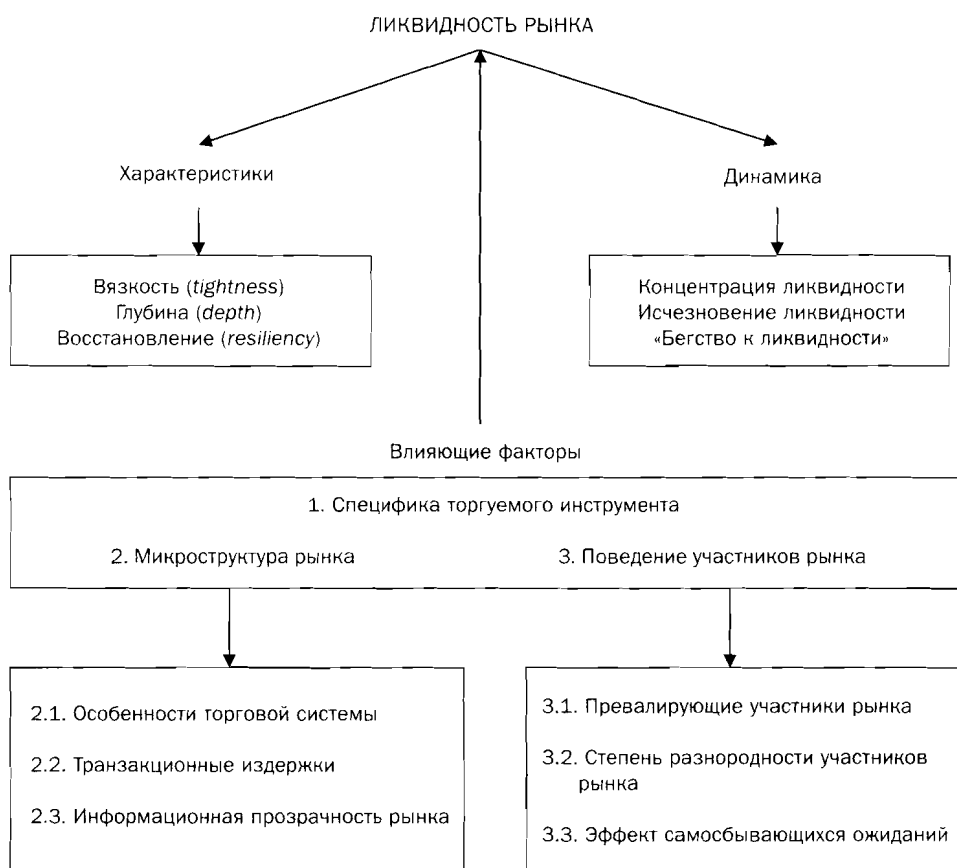 ЛИКВИДНОСТЬ РЫНКА
Характеристики
Динамика
Вязкость (tightness)
Глубина (depth)
Восстановление (resiliency)
Концентрация ликвидности
Исчезновение ликвидности
«Бегство к ликвидности»
Влияющие факторы
1. Специфика торгуемого инструмента
2. Микроструктура рынка
3. Поведение участников рынка
2.1. Особенности торговой системы
2.2. Транзакционные издержки
2.3. Информационная прозрачность рынка
3.1. Превалирующие участники рынка
3.2. Степень разнородности участников
рынка
3.3. Эффект самосбывающихся ожиданий